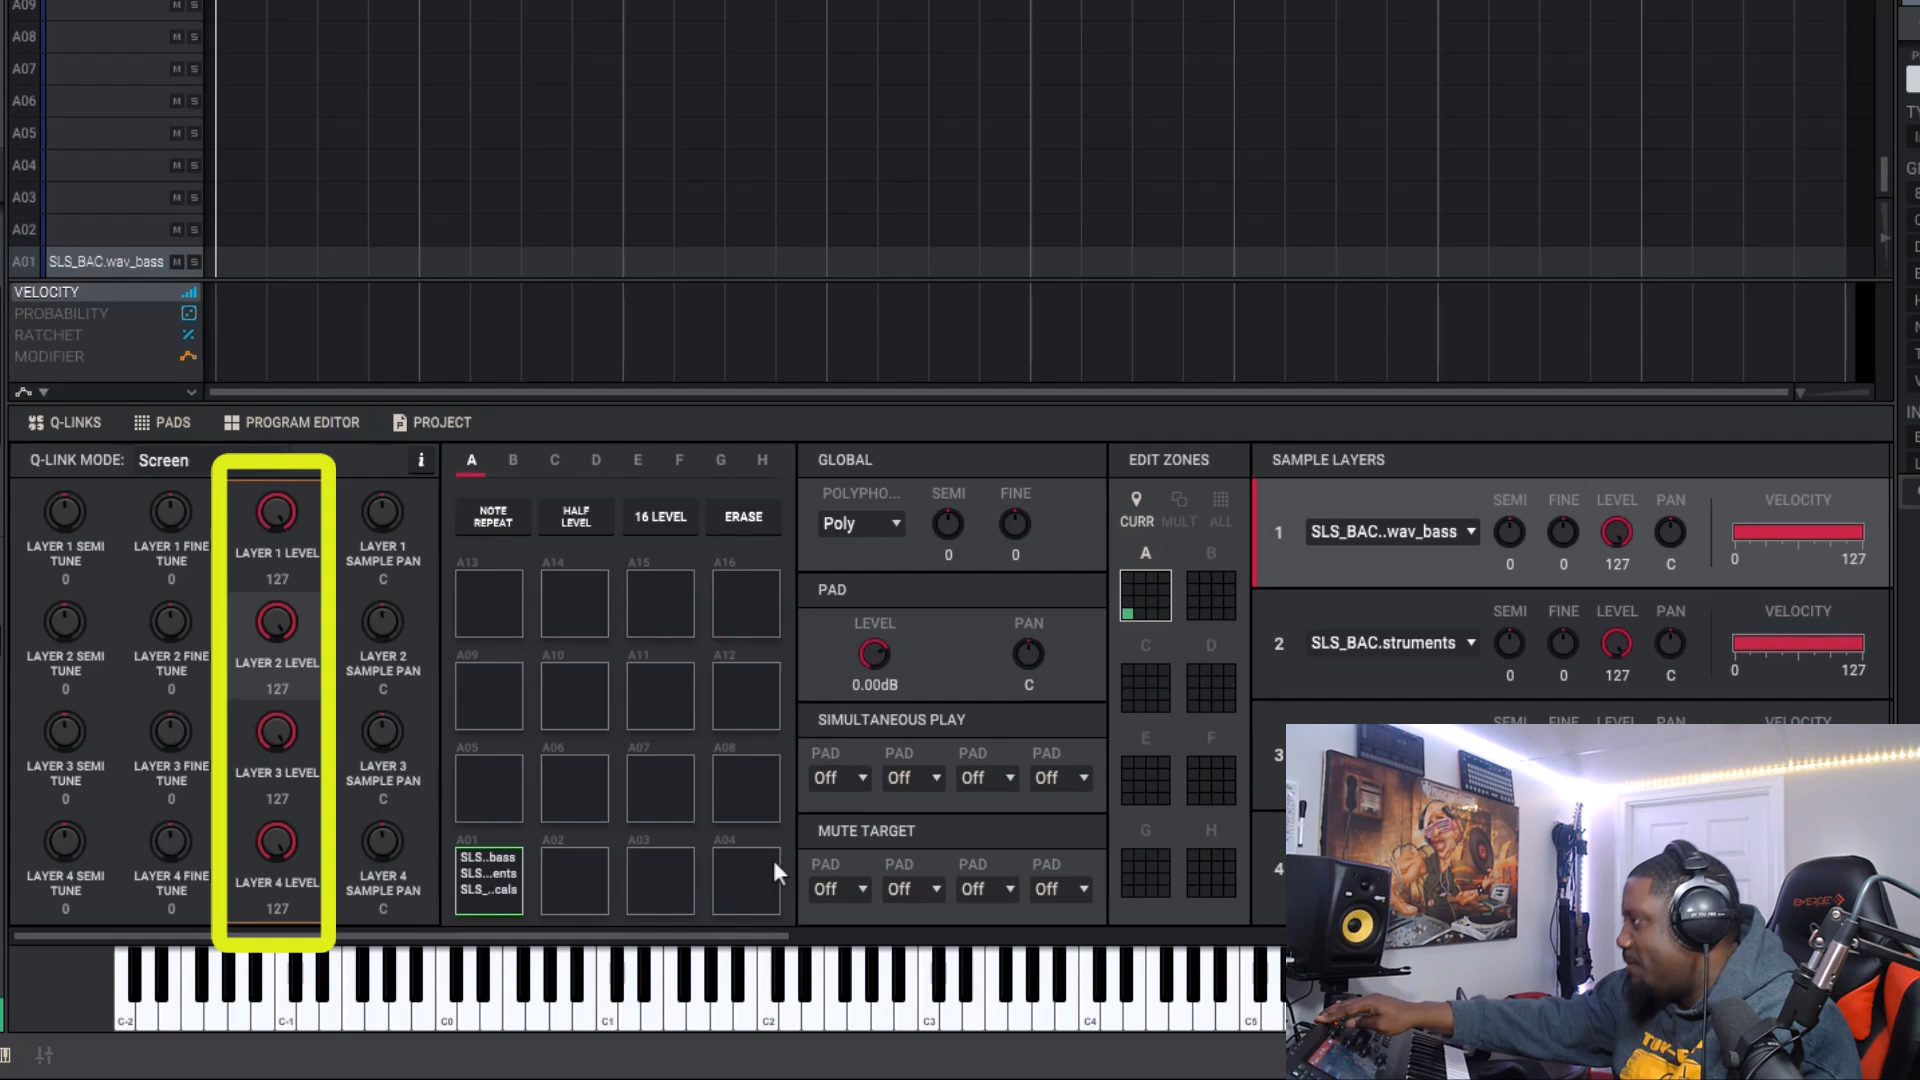 A09
A08 M S
A07 M S
A06 M S
A05 M S
A04 M S
A03 M S
A02 M S
A01 SLS_BAC.wav_bass M S
VELOCITY
PROBABILITY
RATCHET
MODIFIER
Q-LINKS PADS PROGRAM EDITOR PROJECT
Q-LINK MODE: Screen i
LAYER 1 SEMI TUNE 0
LAYER 1 FINE TUNE 0
LAYER 1 LEVEL 127
LAYER 1 SAMPLE PAN C
LAYER 2 SEMI TUNE 0
LAYER 2 FINE TUNE 0
LAYER 2 LEVEL 127
LAYER 2 SAMPLE PAN C
LAYER 3 SEMI TUNE 0
LAYER 3 FINE TUNE 0
LAYER 3 LEVEL 127
LAYER 3 SAMPLE PAN C
LAYER 4 SEMI TUNE 0
LAYER 4 FINE TUNE 0
LAYER 4 LEVEL 127
LAYER 4 SAMPLE PAN C
A B C D E F G H
NOTE REPEAT HALF LEVEL 16 LEVEL ERASE
A13 A14 A15 A16
A09 A10 A11 A12
A05 A06 A07 A08
A01 A02 A03 A04
SLS..bass
SLS...ents
SLS_..cals
GLOBAL
POLYPHO... SEMI FINE
Poly 0 0
PAD
LEVEL PAN
0.00dB C
SIMULTANEOUS PLAY
PAD PAD PAD PAD
Off Off Off Off
MUTE TARGET
PAD PAD PAD PAD
Off Off Off Off
EDIT ZONES
CURR MULT ALL
A B
C D
E F
G H
SAMPLE LAYERS
SEMI FINE LEVEL PAN VELOCITY
1 SLS_BAC..wav_bass
0 0 127 C 0 127
SEMI FINE LEVEL PAN VELOCITY
2 SLS_BAC.struments
0 0 127 C 0 127
SEMI FINE LEVEL PAN VELOCITY
3
4
C-2 C-1 C0 C1 C2 C3 C4 C5
EMERGE